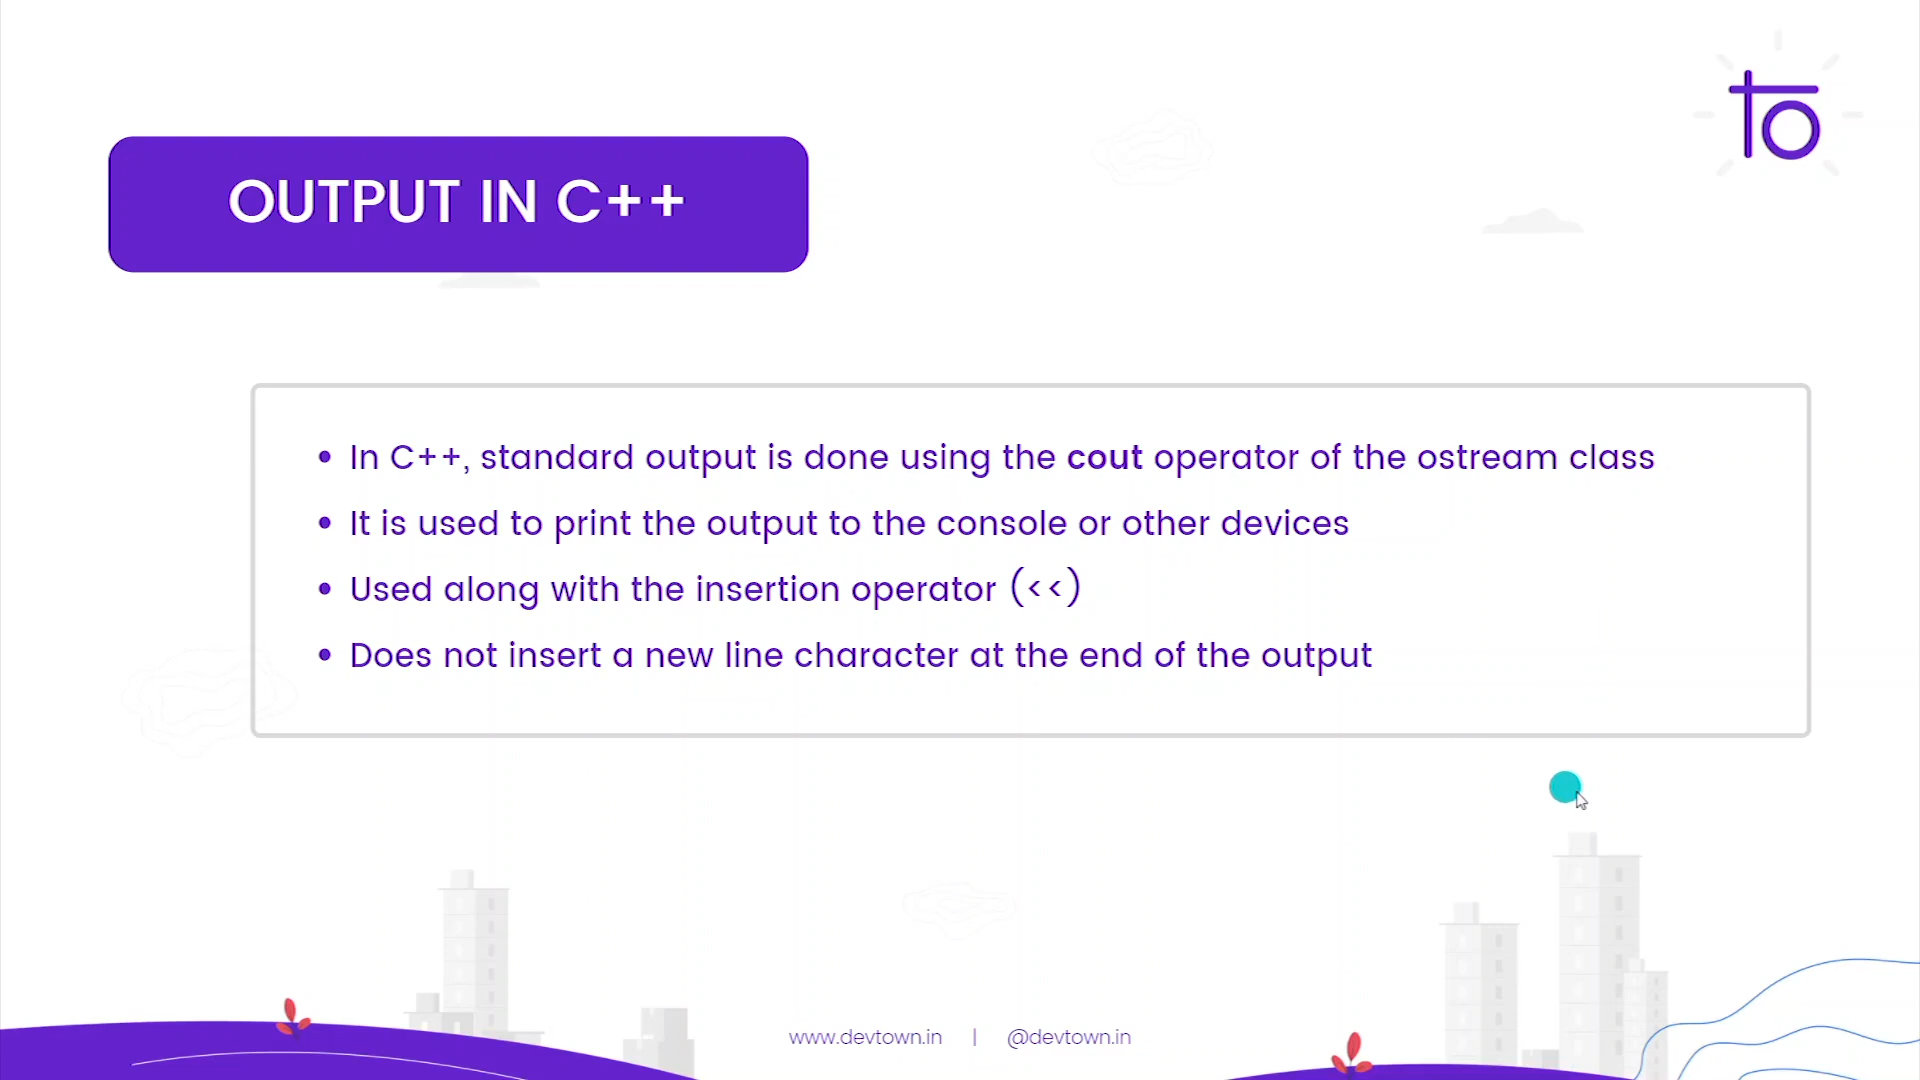 to
OUTPUT IN C++
• In C++, standard output is done using the cout operator of the ostream class
• It is used to print the output to the console or other devices
• Used along with the insertion operator (<<)
• Does not insert a new line character at the end of the output
www.devtown.in | @devtown.in